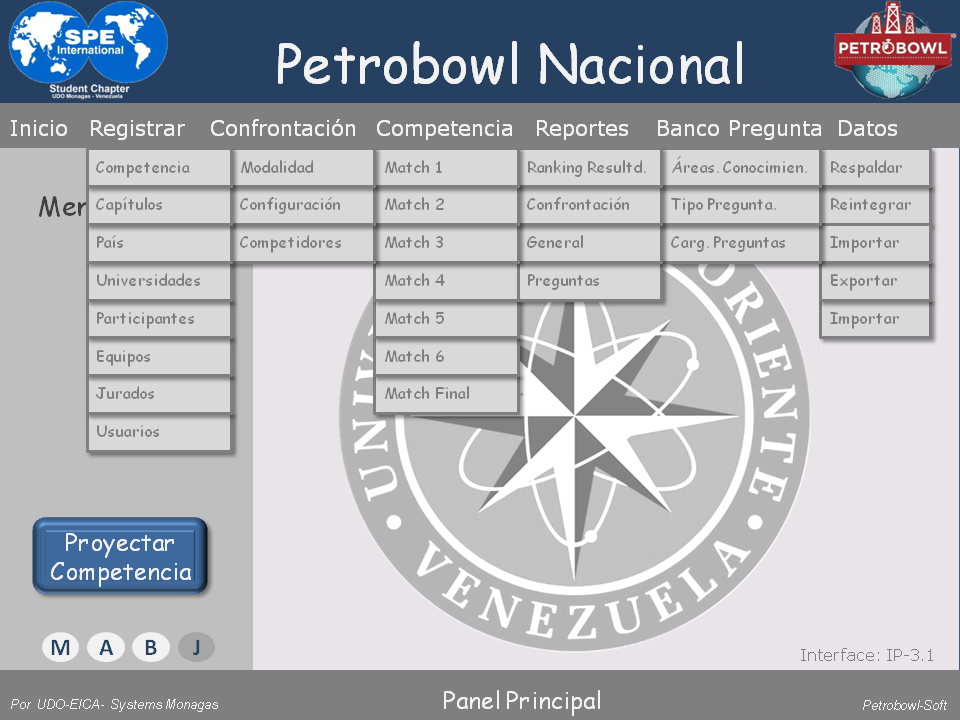 SPE
International
Student Chapter
UDO Monagas - Venezuela
Petrobowl Nacional
PETROBOWL
Inicio Registrar Confrontación Competencia Reportes Banco Pregunta Datos
Competencia Modalidad Match 1 Ranking Resultd. Áreas. Conocimien. Respaldar
Capítulos Configuración Match 2 Confrontación Tipo Pregunta. Reintegrar
País Competidores Match 3 General Carg. Preguntas Importar
Universidades Match 4 Preguntas Exportar
Participantes Match 5 Importar
Equipos Match 6
Jurados Match Final
Usuarios
ORIENTE
VENEZUELA
Proyectar
Competencia
M A B J
Interface: IP-3.1
Por UDO-EICA- Systems Monagas
Panel Principal
Petrobowl-Soft